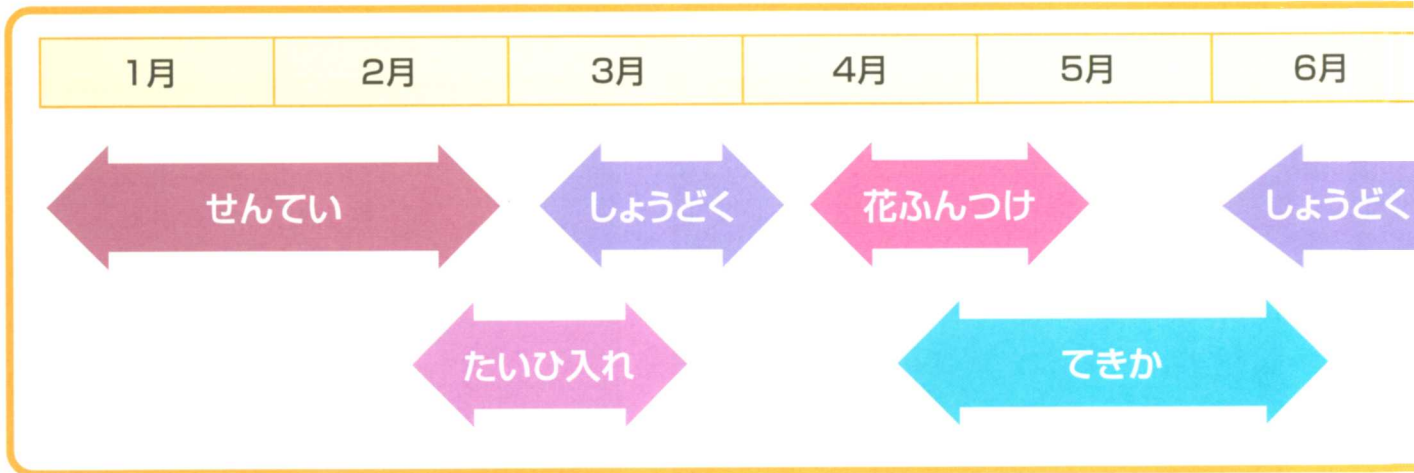 1月 2月 3月 4月 5月 6月
せんてい しょうどく 花ふんつけ しょうどく
たいひ入れ てきか